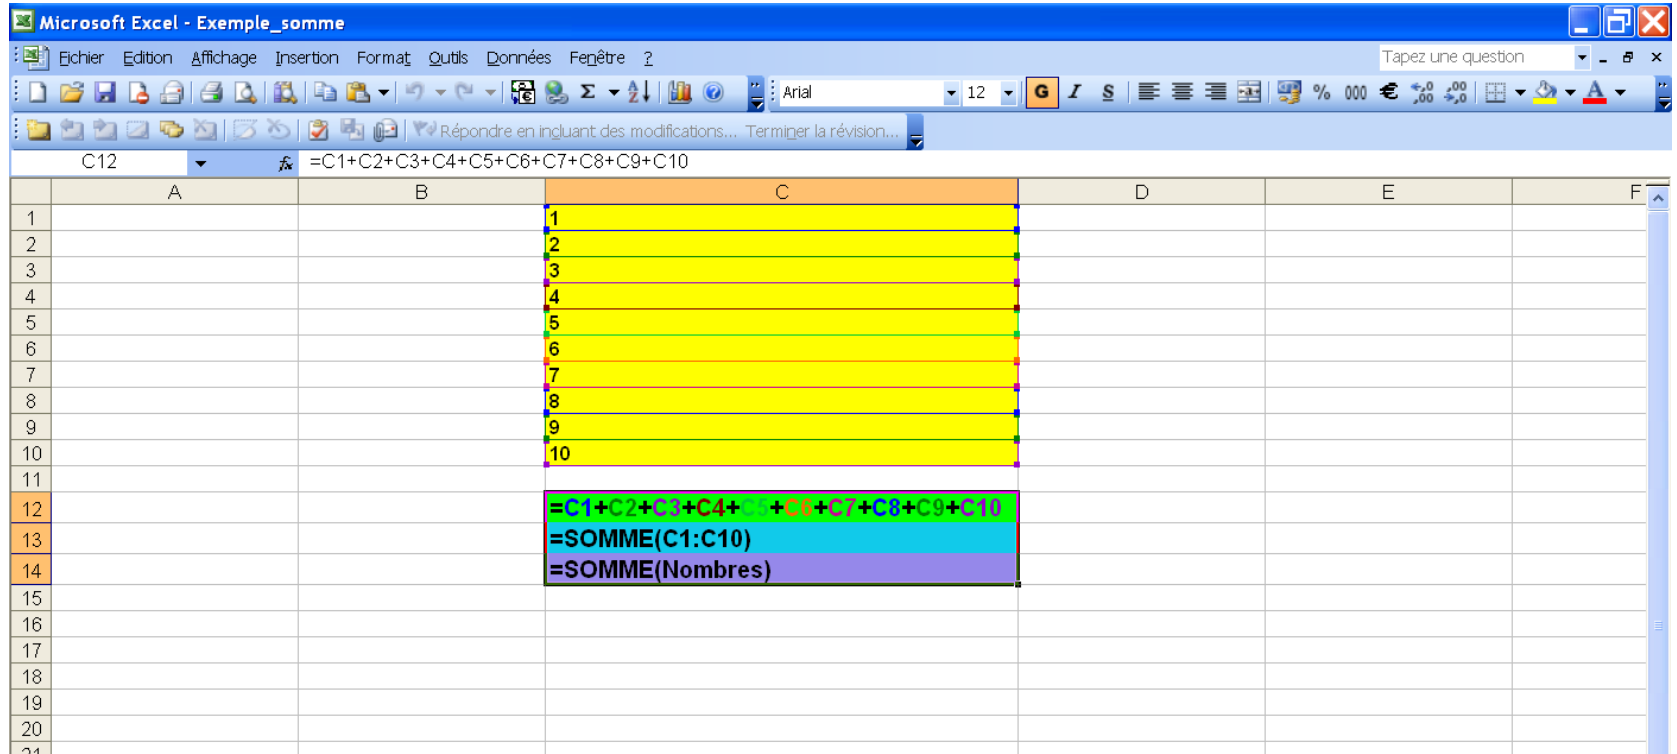 Microsoft Excel - Exemple_somme
Fichier Edition Affichage Insertion Format Outils Données Fenêtre ? Tapez une question
Arial 12 G I S % 000 €
Répondre en incluant des modifications... Terminer la révision...
C12 fx =C1+C2+C3+C4+C5+C6+C7+C8+C9+C10
A B C D E F
1 1
2 2
3 3
4 4
5 5
6 6
7 7
8 8
9 9
10 10
11
12 =C1+C2+C3+C4+C5+C6+C7+C8+C9+C10
13 =SOMME(C1:C10)
14 =SOMME(Nombres)
15
16
17
18
19
20
21